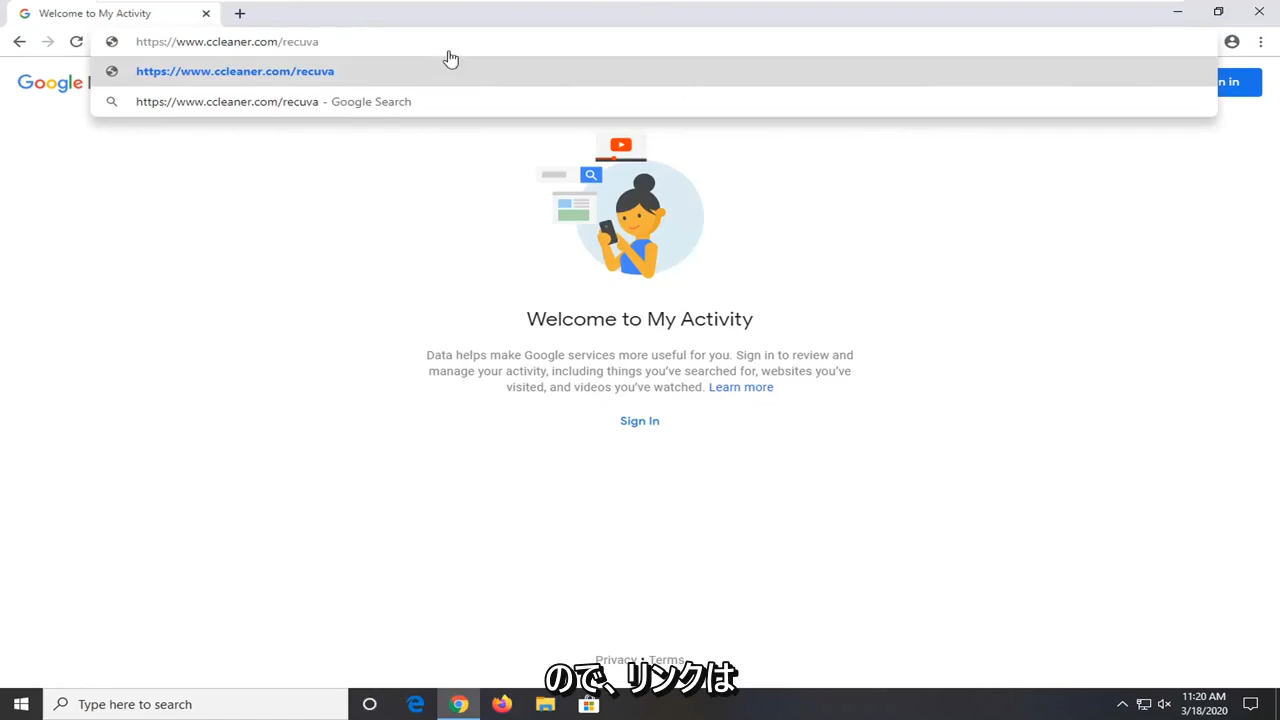 Welcome to My Activity
https://www.ccleaner.com/recuva
https://www.ccleaner.com/recuva
https://www.ccleaner.com/recuva - Google Search
Google
n in
Welcome to My Activity
Data helps make Google services more useful for you. Sign in to review and
manage your activity, including things you've searched for, websites you've
visited, and videos you've watched. Learn more
Sign In
Privacy • Terms
ので、リンクは
Type here to search
11:20 AM
3/18/2020